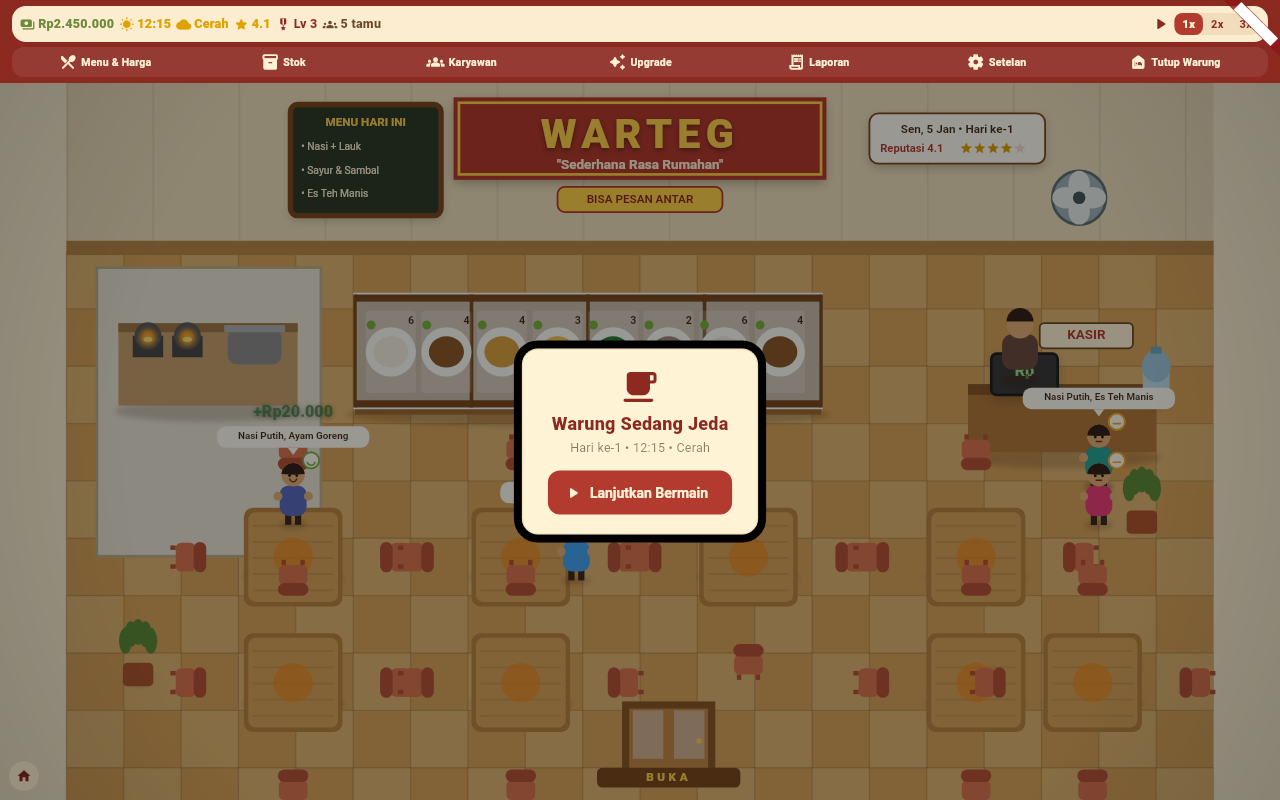 Rp2.450.000 12:15 Cerah 4.1 Lv 3 5 tamu 1x 2x
Menu & Harga Stok Karyawan Upgrade Laporan Setelan Tutup Warung
MENU HARI INI
• Nasi + Lauk
• Sayur & Sambal
• Es Teh Manis
WARTEG
"Sederhana Rasa Rumahan"
BISA PESAN ANTAR
Sen, 5 Jan • Hari ke-1
Reputasi 4.1
6 4 4 3 3 2 6 4
KASIR
Rp
Nasi Putih, Es Teh Manis
+Rp20.000
Nasi Putih, Ayam Goreng
Warung Sedang Jeda
Hari ke-1 • 12:15 • Cerah
Lanjutkan Bermain
BUKA